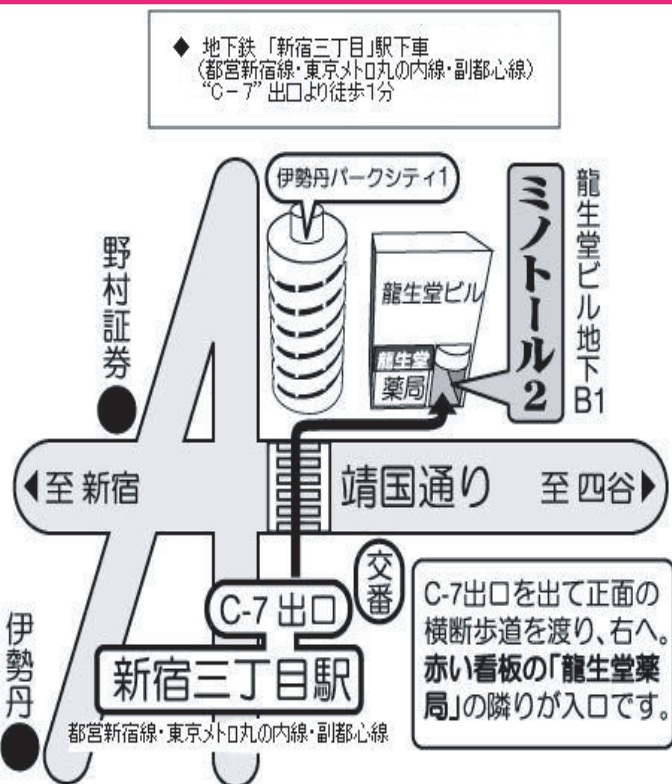 ◆ 地下鉄「新宿三丁目」駅下車
(都営新宿線・東京メトロ丸の内線・副都心線)
“C-7”出口より徒歩1分
伊勢丹パークシティ1
龍生堂ビル
龍生堂
薬局
ミノトール2
龍生堂ビル地下B1
野村証券
◀至 新宿
靖国通り
至 四谷▶
交番
C-7 出口
新宿三丁目駅
都営新宿線・東京メトロ丸の内線・副都心線
伊勢丹
C-7出口を出て正面の
横断歩道を渡り、右へ。
赤い看板の「龍生堂薬
局」の隣りが入口です。